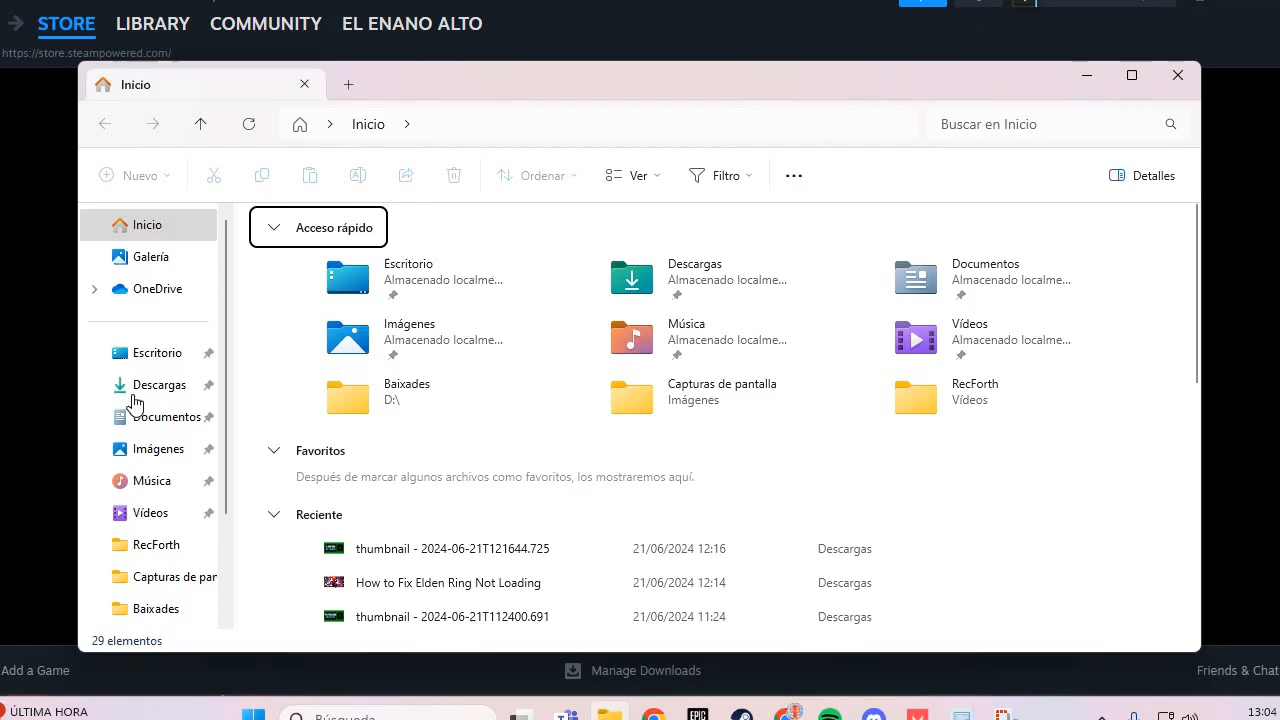 STORE LIBRARY COMMUNITY EL ENANO ALTO
https://store.steampowered.com/
Inicio
Inicio
Buscar en Inicio
Nuevo
Ordenar
Ver
Filtro
Detalles
Inicio
Galería
OneDrive
Escritorio
Descargas
Documentos
Imágenes
Música
Vídeos
RecForth
Capturas de par
Baixades
29 elementos
Acceso rápido
Escritorio
Almacenado localme...
Descargas
Almacenado localme...
Documentos
Almacenado localme...
Imágenes
Almacenado localme...
Música
Almacenado localme...
Vídeos
Almacenado localme...
Baixades
D:\
Capturas de pantalla
Imágenes
RecForth
Vídeos
Favoritos
Después de marcar algunos archivos como favoritos, los mostraremos aquí.
Reciente
thumbnail - 2024-06-21T121644.725 21/06/2024 12:16 Descargas
How to Fix Elden Ring Not Loading 21/06/2024 12:14 Descargas
thumbnail - 2024-06-21T112400.691 21/06/2024 11:24 Descargas
Add a Game
Manage Downloads
Friends & Chat
ÚLTIMA HORA
Búsqueda
EPIC
13:04